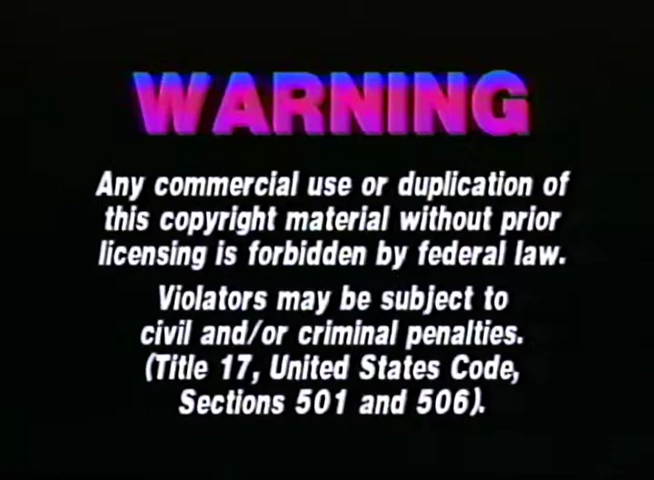 WARNING
Any commercial use or duplication of
this copyright material without prior
licensing is forbidden by federal law.
Violators may be subject to
civil and/or criminal penalties.
(Title 17, United States Code,
Sections 501 and 506).